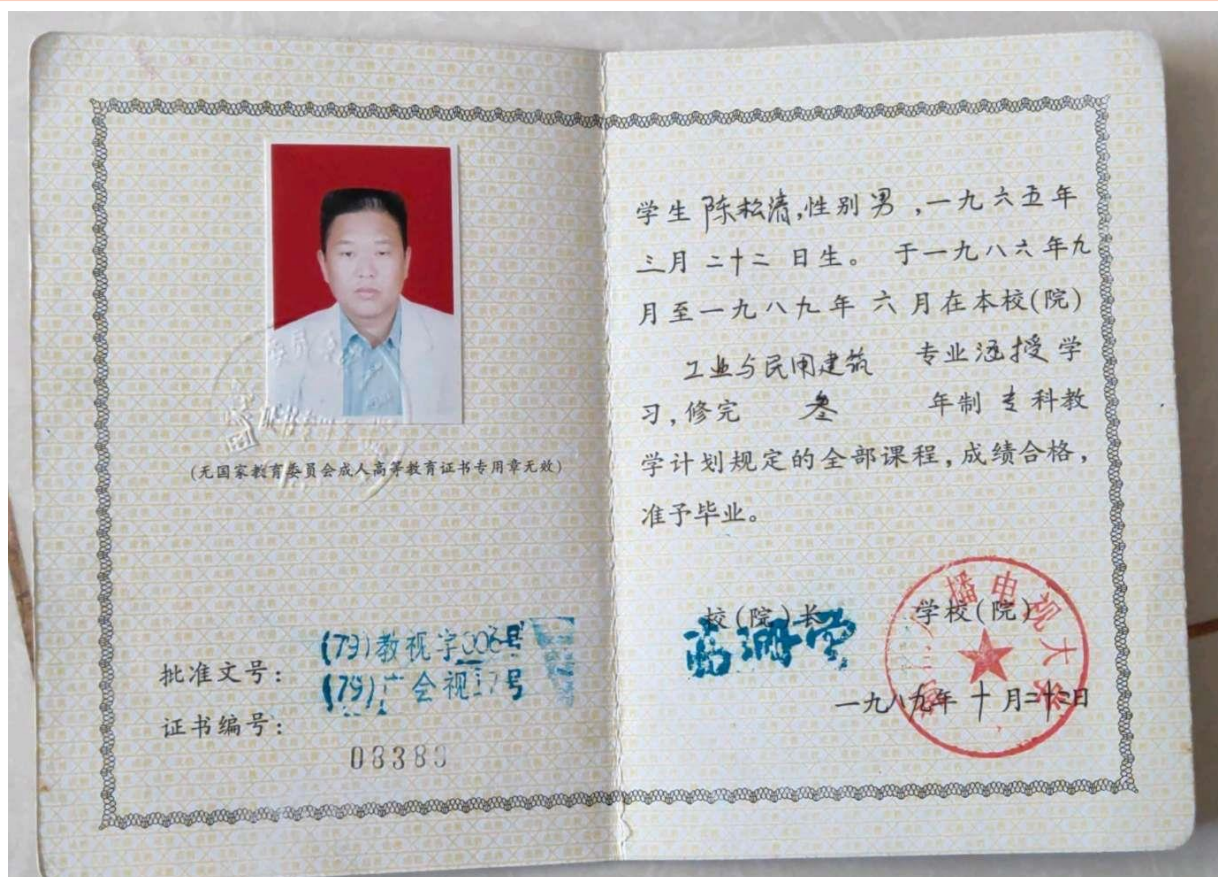 (无国家教育委员会成人高等教育证书专用章无效)
批准文号:
(79)教视字006号
(79)广会视17号
证书编号:
学生 陈松清,性别 男 ,一九六五年
三月 二十二 日生。 于一九八六年九
月至一九八九年 六 月在本校(院)
工业与民用建筑 专业函授学
习,修完 叁 年制 专科教
学计划规定的全部课程,成绩合格,
准予毕业。
校(院)长 学校(院)
播电视大学
一九八九年 十 月二十二日